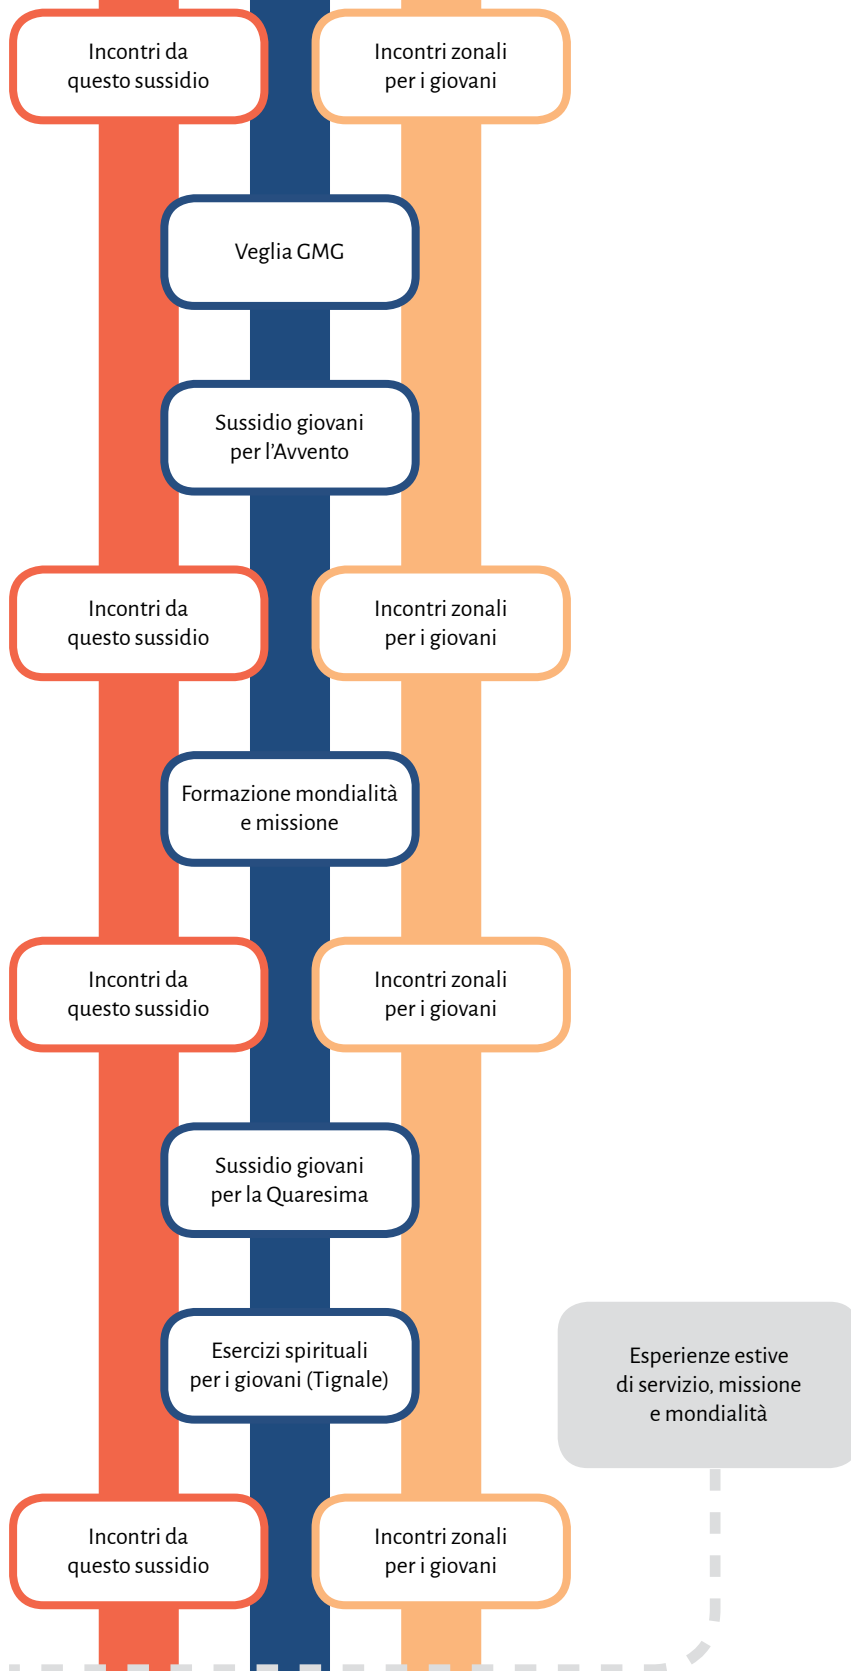 Incontri da
questo sussidio
Incontri zonali
per i giovani
Veglia GMG
Sussidio giovani
per l'Avvento
Incontri da
questo sussidio
Incontri zonali
per i giovani
Formazione mondialità
e missione
Incontri da
questo sussidio
Incontri zonali
per i giovani
Sussidio giovani
per la Quaresima
Esercizi spirituali
per i giovani (Tignale)
Esperienze estive
di servizio, missione
e mondialità
Incontri da
questo sussidio
Incontri zonali
per i giovani